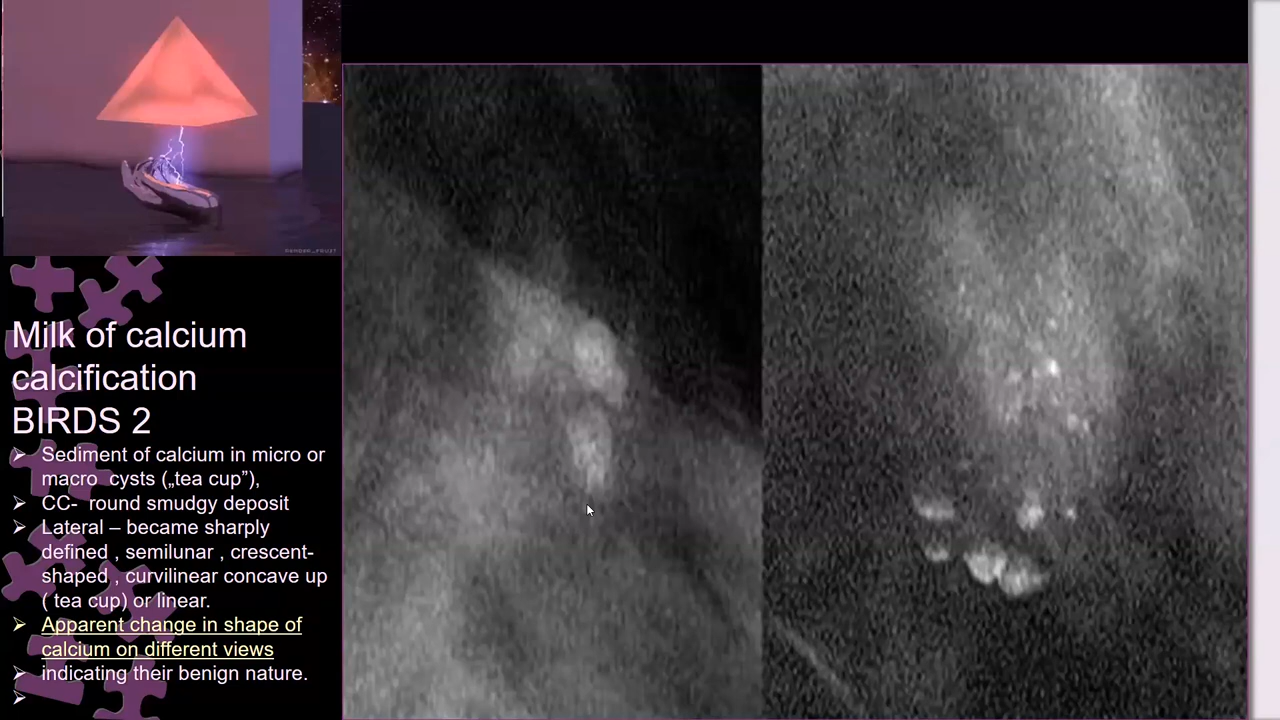 Milk of calcium
calcification
BIRDS 2
➢ Sediment of calcium in micro or
macro cysts („tea cup”),
➢ CC- round smudgy deposit
➢ Lateral – became sharply
defined , semilunar , crescent-
shaped , curvilinear concave up
( tea cup) or linear.
➢ Apparent change in shape of
calcium on different views
➢ indicating their benign nature.
➢